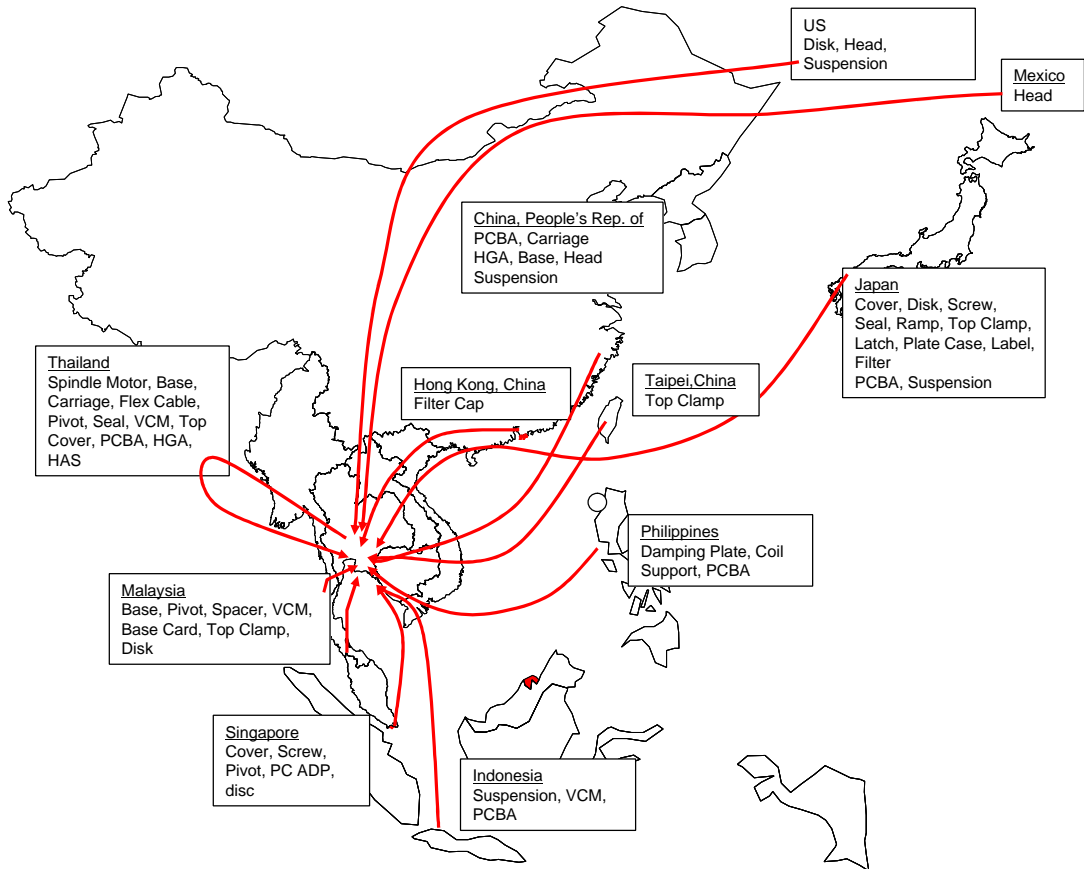 US
Disk, Head,
Suspension
Mexico
Head
China, People’s Rep. of
PCBA, Carriage
HGA, Base, Head
Suspension
Japan
Cover, Disk, Screw,
Seal, Ramp, Top Clamp,
Latch, Plate Case, Label,
Filter
PCBA, Suspension
Thailand
Spindle Motor, Base,
Carriage, Flex Cable,
Pivot, Seal, VCM, Top
Cover, PCBA, HGA,
HAS
Hong Kong, China
Filter Cap
Taipei,China
Top Clamp
Philippines
Damping Plate, Coil
Support, PCBA
Malaysia
Base, Pivot, Spacer, VCM,
Base Card, Top Clamp,
Disk
Singapore
Cover, Screw,
Pivot, PC ADP,
disc
Indonesia
Suspension, VCM,
PCBA